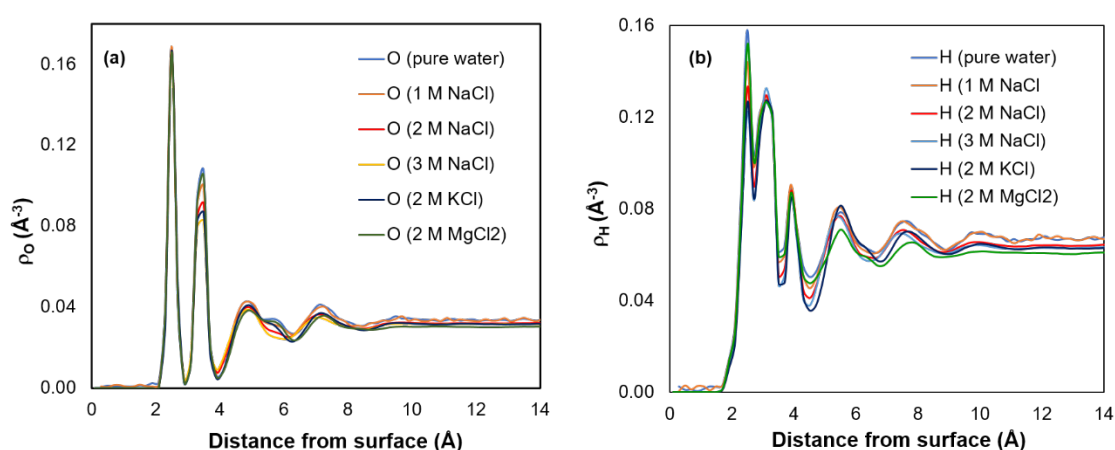 (a)
O (pure water)
O (1 M NaCl)
O (2 M NaCl)
O (3 M NaCl)
O (2 M KCl)
O (2 M MgCl2)
0.16
0.12
0.08
0.04
0.00
ρO (Å-3)
0 2 4 6 8 10 12 14
Distance from surface (Å)
(b)
H (pure water)
H (1 M NaCl
H (2 M NaCl)
H (3 M NaCl)
H (2 M KCl)
H (2 M MgCl2)
0.16
0.12
0.08
0.04
0.00
ρH (Å-3)
0 2 4 6 8 10 12 14
Distance from surface (Å)